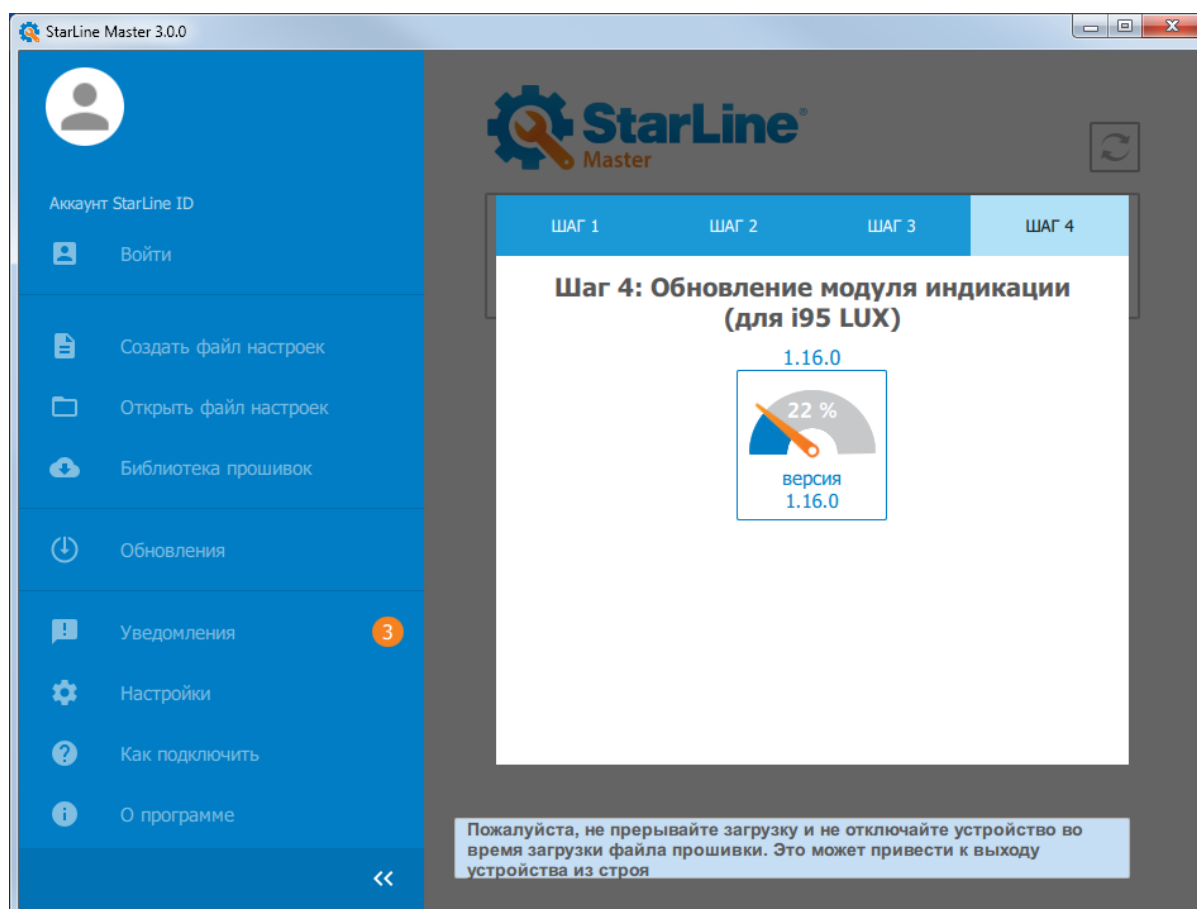 StarLine Master 3.0.0
Аккаунт StarLine ID
Войти
Создать файл настроек
Открыть файл настроек
Библиотека прошивок
Обновления
Уведомления
3
Настройки
Как подключить
О программе
StarLine®
Master
ШАГ 1
ШАГ 2
ШАГ 3
ШАГ 4
Шаг 4: Обновление модуля индикации
(для i95 LUX)
1.16.0
22 %
версия
1.16.0
Пожалуйста, не прерывайте загрузку и не отключайте устройство во
время загрузки файла прошивки. Это может привести к выходу
устройства из строя